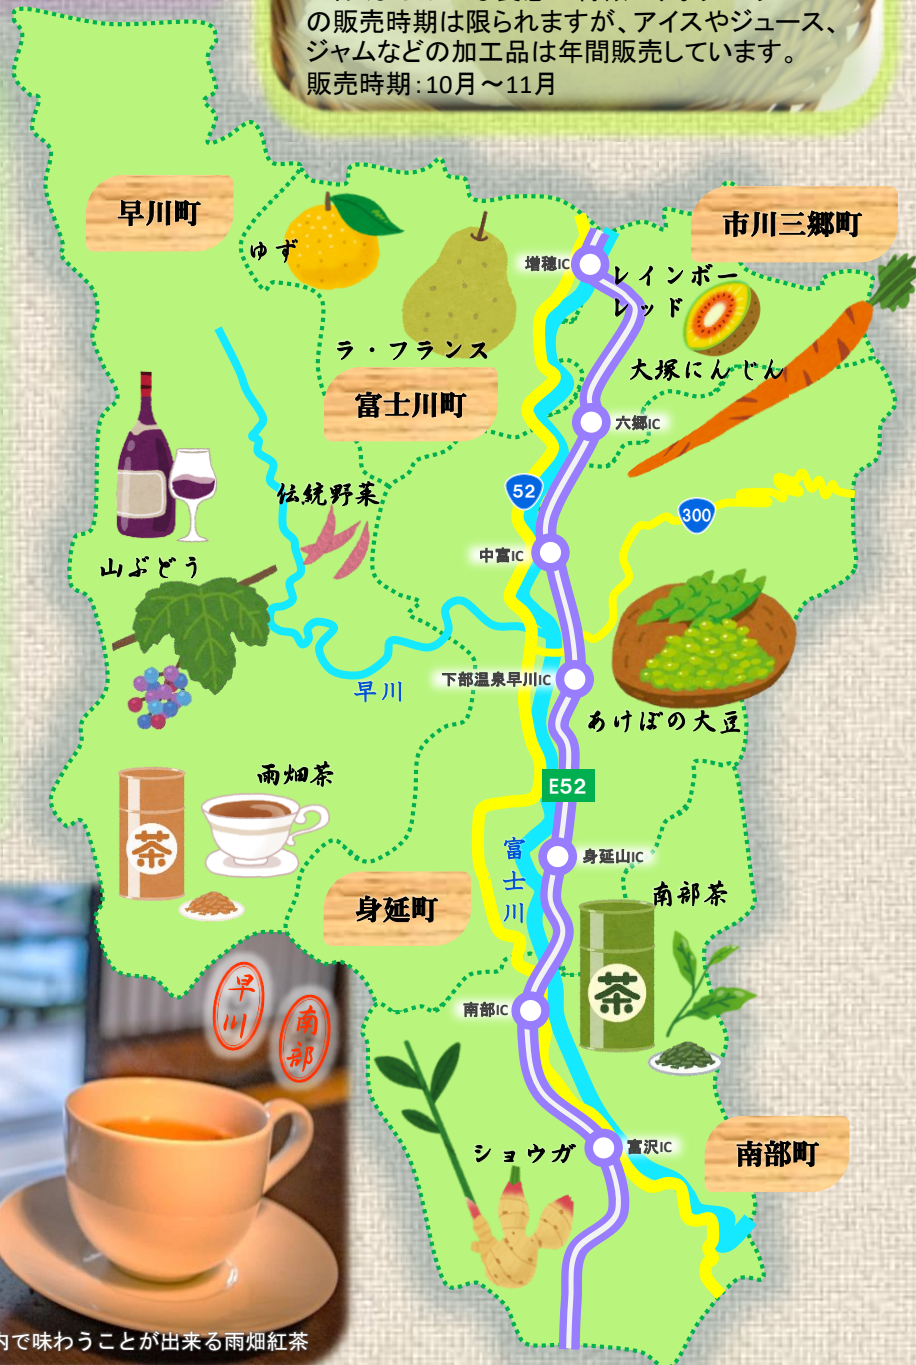 の販売時期は限られますが、アイスやジュース、
ジャムなどの加工品は年間販売しています。
販売時期：10月～11月
早川町
市川三郷町
ゆず
増穂IC
レインボー
レッド
ラ・フランス
大塚にんじん
富士川町
六郷IC
伝統野菜
52
300
中富IC
山ぶどう
下部温泉早川IC
早川
あけぼの大豆
雨畑茶
E52
茶
富士川
身延山IC
南部茶
身延町
茶
早川
南部
南部IC
ショウガ
富沢IC
南部町
内で味わうことが出来る雨畑紅茶